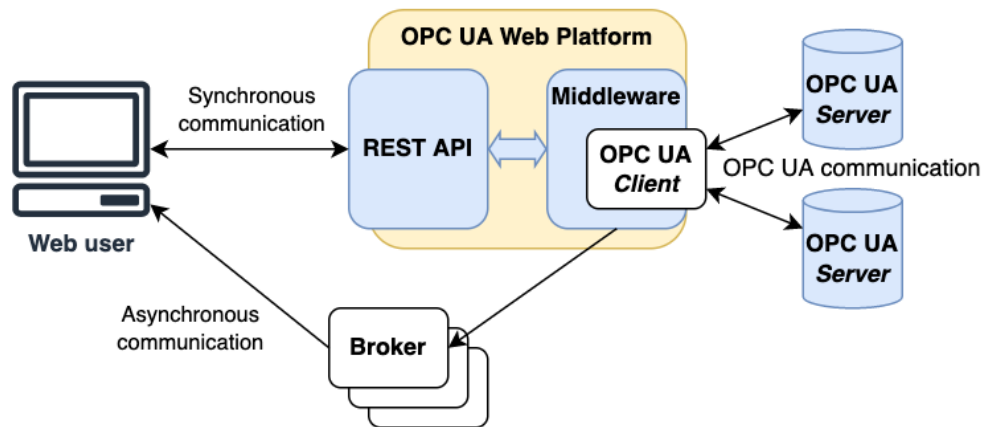 OPC UA Web Platform
Synchronous
communication
REST API
Middleware
OPC UA
Client
OPC UA
Server
OPC UA communication
OPC UA
Server
Web user
Asynchronous
communication
Broker